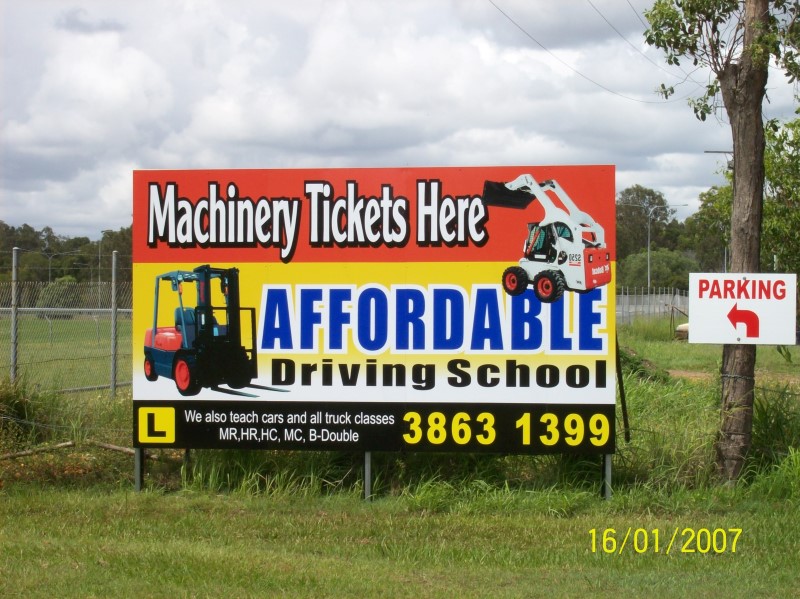 Machinery Tickets Here
AFFORDABLE
Driving School
We also teach cars and all truck classes
MR,HR,HC, MC, B-Double
L
3863 1399
PARKING
16/01/2007